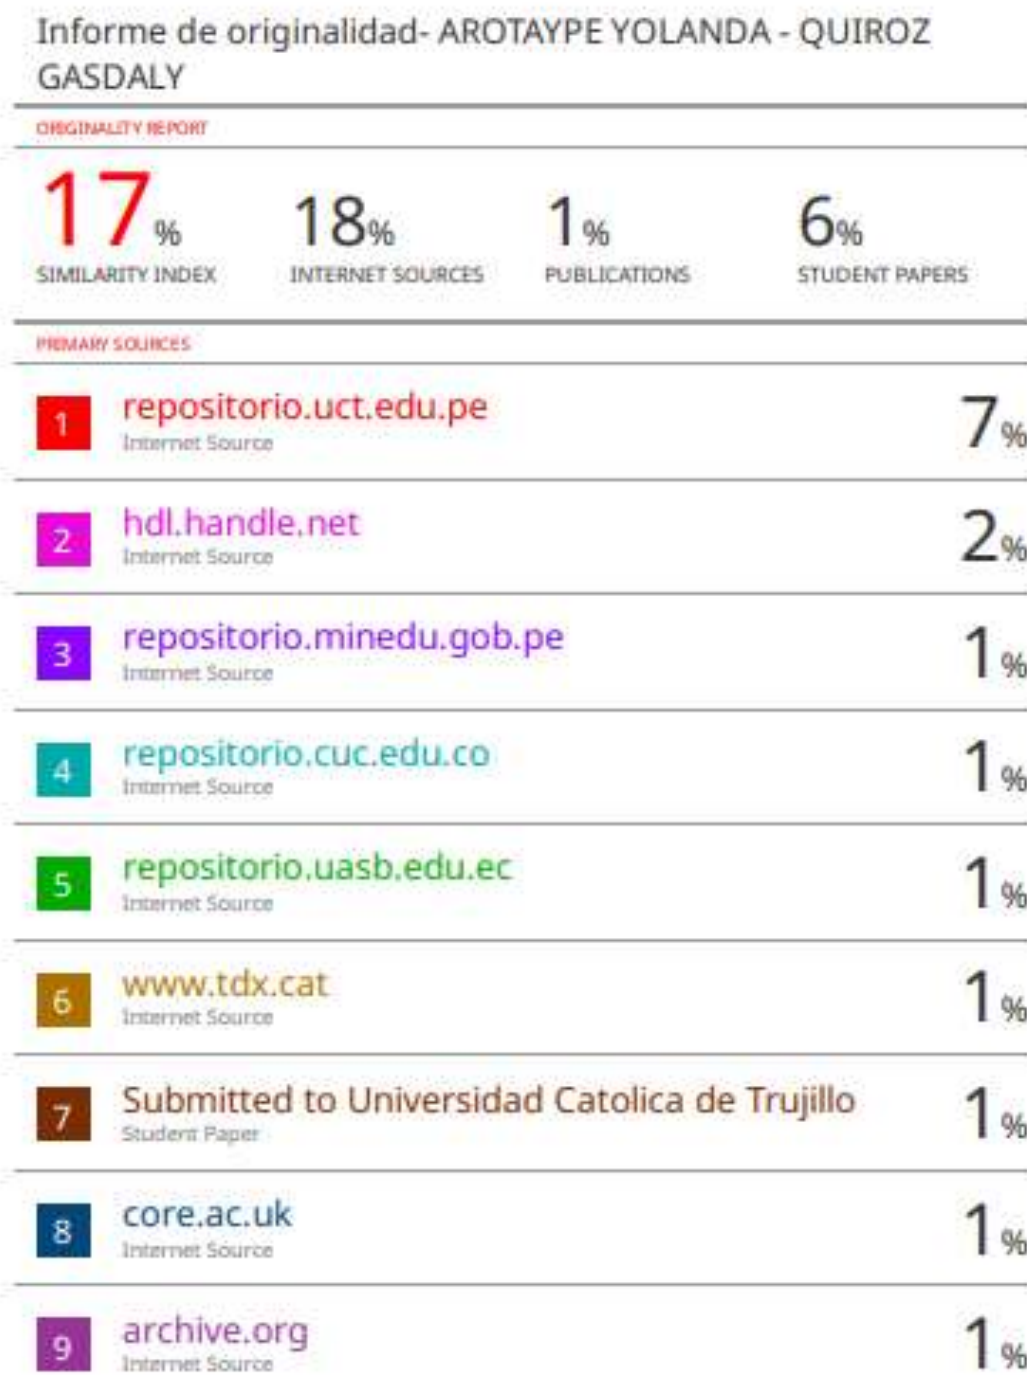 Informe de originalidad- AROTAYPE YOLANDA - QUIROZ
GASDALY
ORIGINALITY REPORT
17% 18% 1% 6%
SIMILARITY INDEX INTERNET SOURCES PUBLICATIONS STUDENT PAPERS
PRIMARY SOURCES
1 repositorio.uct.edu.pe 7%
Internet Source
2 hdl.handle.net 2%
Internet Source
3 repositorio.minedu.gob.pe 1%
Internet Source
4 repositorio.cuc.edu.co 1%
Internet Source
5 repositorio.uasb.edu.ec 1%
Internet Source
6 www.tdx.cat 1%
Internet Source
7 Submitted to Universidad Catolica de Trujillo 1%
Student Paper
8 core.ac.uk 1%
Internet Source
9 archive.org 1%
Internet Source